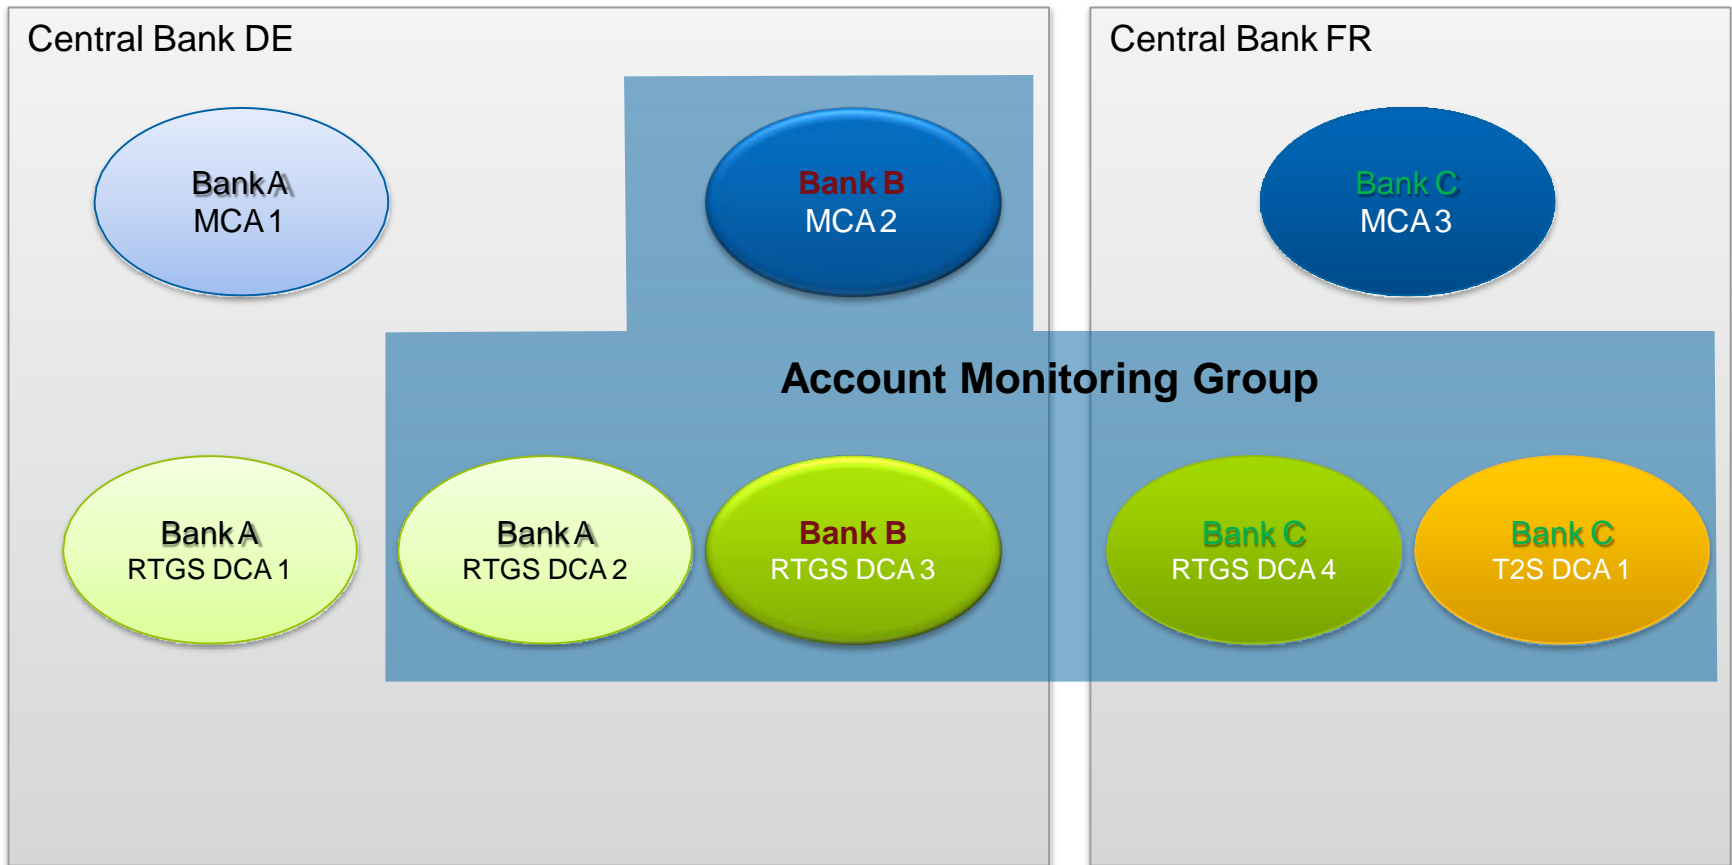 Central Bank DE
Central Bank FR
Bank A
MCA 1
Bank B
MCA 2
Bank C
MCA 3
Account Monitoring Group
Bank A
RTGS DCA 1
Bank A
RTGS DCA 2
Bank B
RTGS DCA 3
Bank C
RTGS DCA 4
Bank C
T2S DCA 1